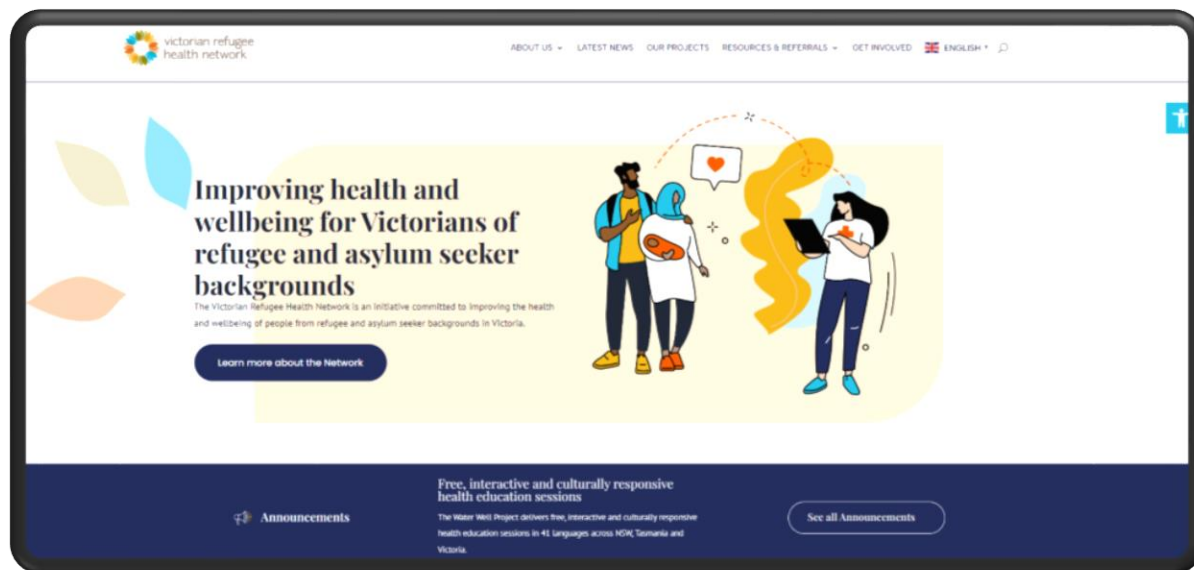 victorian refugee
health network
ABOUT US
LATEST NEWS
OUR PROJECTS
RESOURCES & REFERRALS
GET INVOLVED
ENGLISH
Improving health and
wellbeing for Victorians of
refugee and asylum seeker
backgrounds
The Victorian Refugee Health Network is an initiative committed to improving the health
and wellbeing of people from refugee and asylum seeker backgrounds in Victoria.
Learn more about the Network
Announcements
Free, interactive and culturally responsive
health education sessions
The Water Well Project delivers free, interactive and culturally responsive
health education sessions in 41 languages across NSW, Tasmania and
Victoria.
See all Announcements